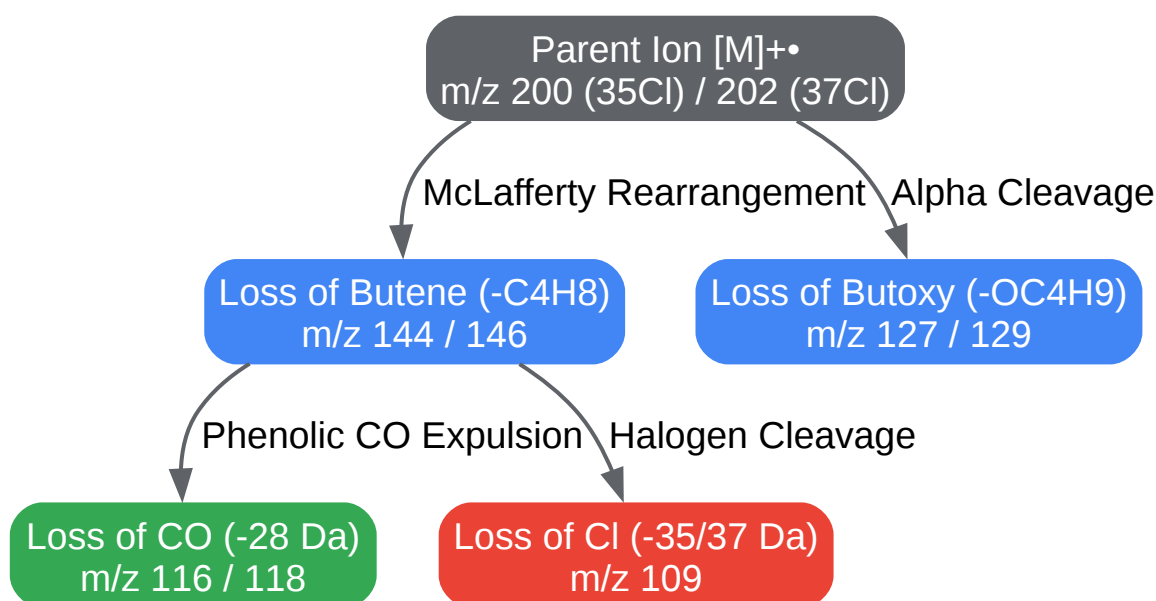 Parent Ion [M]+•
m/z 200 (35Cl) / 202 (37Cl)
McLafferty Rearrangement
Alpha Cleavage
Loss of Butene (-C4H8)
m/z 144 / 146
Loss of Butoxy (-OC4H9)
m/z 127 / 129
Phenolic CO Expulsion
Halogen Cleavage
Loss of CO (-28 Da)
m/z 116 / 118
Loss of Cl (-35/37 Da)
m/z 109